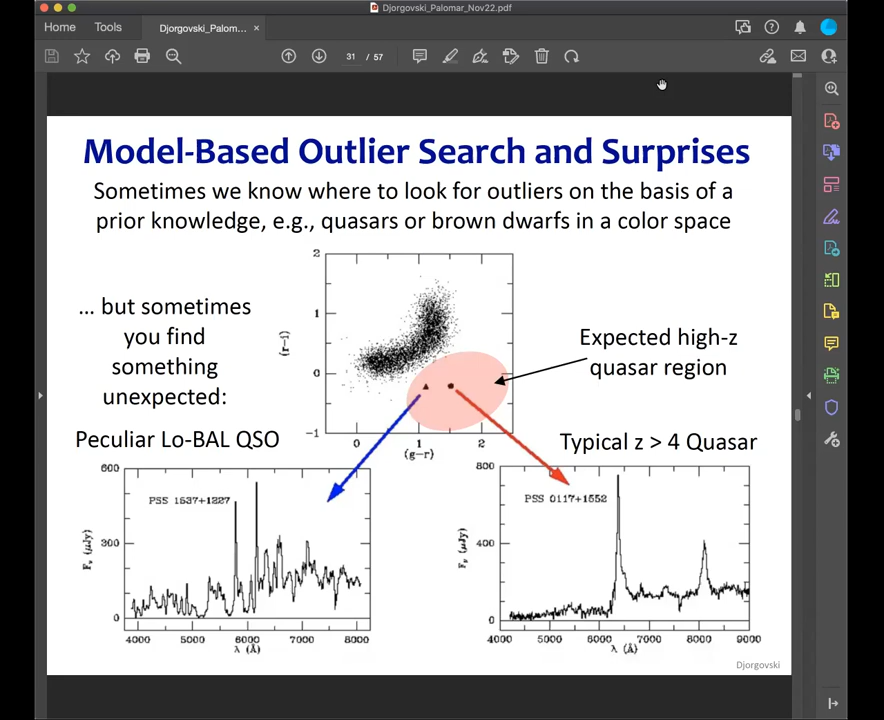 Djorgovski_Palomar_Nov22.pdf
Home Tools Djorgovski_Palom... ×
31 / 57
Model-Based Outlier Search and Surprises
Sometimes we know where to look for outliers on the basis of a
prior knowledge, e.g., quasars or brown dwarfs in a color space
... but sometimes
you find
something
unexpected:
Peculiar Lo-BAL QSO
2
1
0
−1
(r−i)
0 1 2
(g−r)
Expected high-z
quasar region
Typical z > 4 Quasar
600
300
0
F_ν (μJy)
PSS 1537+1227
4000 5000 6000 7000 8000
λ (Å)
800
400
0
F_ν (μJy)
PSS 0117+1552
4000 5000 6000 7000 8000 9000
λ (Å)
Djorgovski